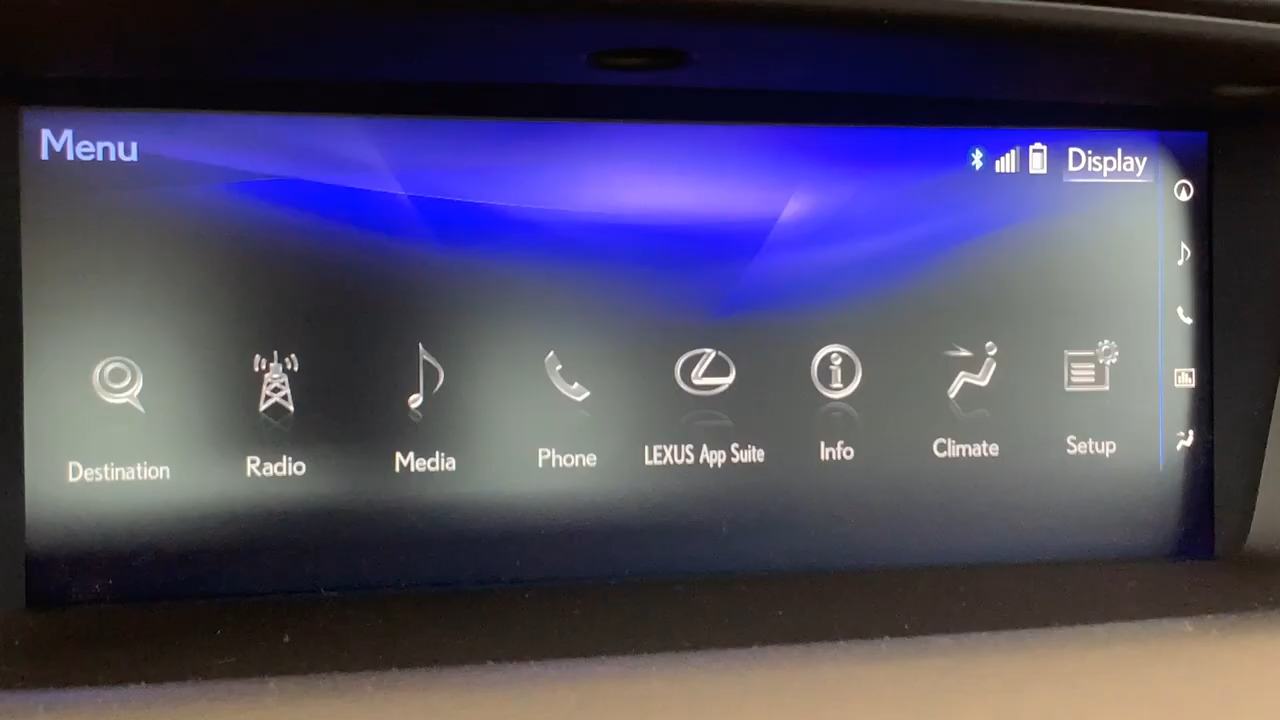 Menu
Display
Destination
Radio
Media
Phone
LEXUS App Suite
Info
Climate
Setup